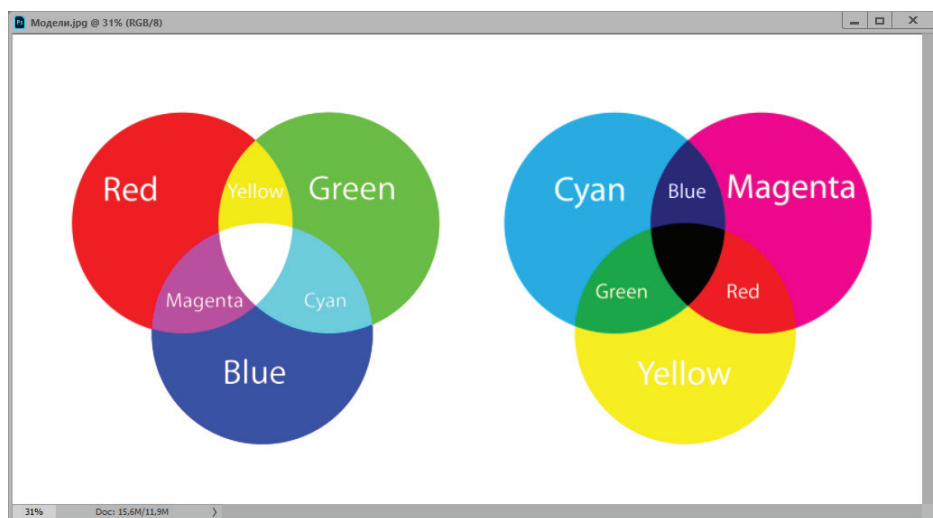 Ps Модели.jpg @ 31% (RGB/8)
Red
Yellow
Green
Magenta
Cyan
Blue
Cyan
Blue
Magenta
Green
Red
Yellow
31% Doc: 15,6M/11,9M